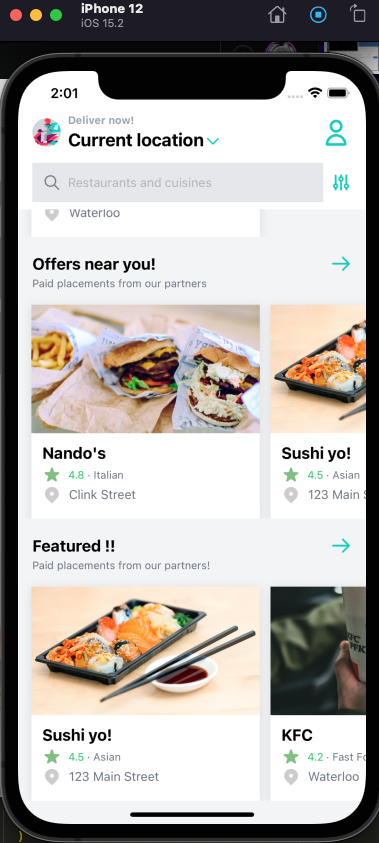 iPhone 12
iOS 15.2
2:01
Deliver now!
Current location
Restaurants and cuisines
Waterloo
Offers near you!
Paid placements from our partners
Nando's
4.8 · Italian
Clink Street
Sushi yo!
4.5 · Asian
123 Main S
Featured !!
Paid placements from our partners!
Sushi yo!
4.5 · Asian
123 Main Street
KFC
4.2 · Fast Fo
Waterloo